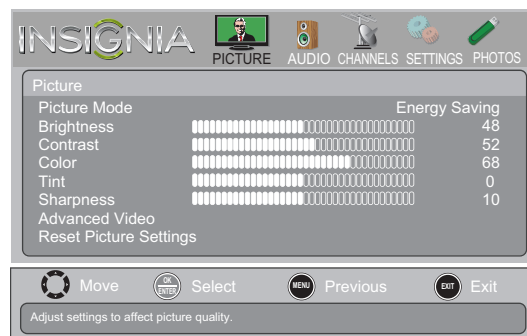 INSIGNIA
PICTURE AUDIO CHANNELS SETTINGS PHOTOS
Picture
Picture Mode Energy Saving
Brightness 48
Contrast 52
Color 68
Tint 0
Sharpness 10
Advanced Video
Reset Picture Settings
Move OK ENTER Select MENU Previous EXIT Exit
Adjust settings to affect picture quality.